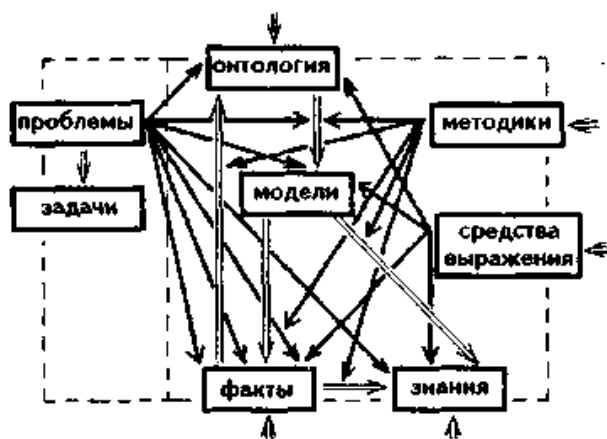 онтология
проблемы
методики
модели
задачи
средства
выражения
факты
знания